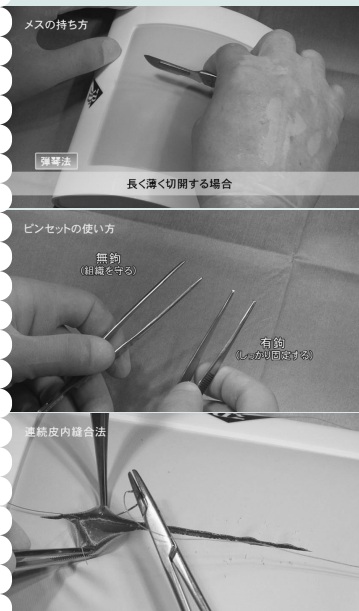 メスの持ち方
弾琴法
長く薄く切開する場合
ピンセットの使い方
無鉤
(組織を守る)
有鉤
(しっかり固定する)
連続皮内縫合法